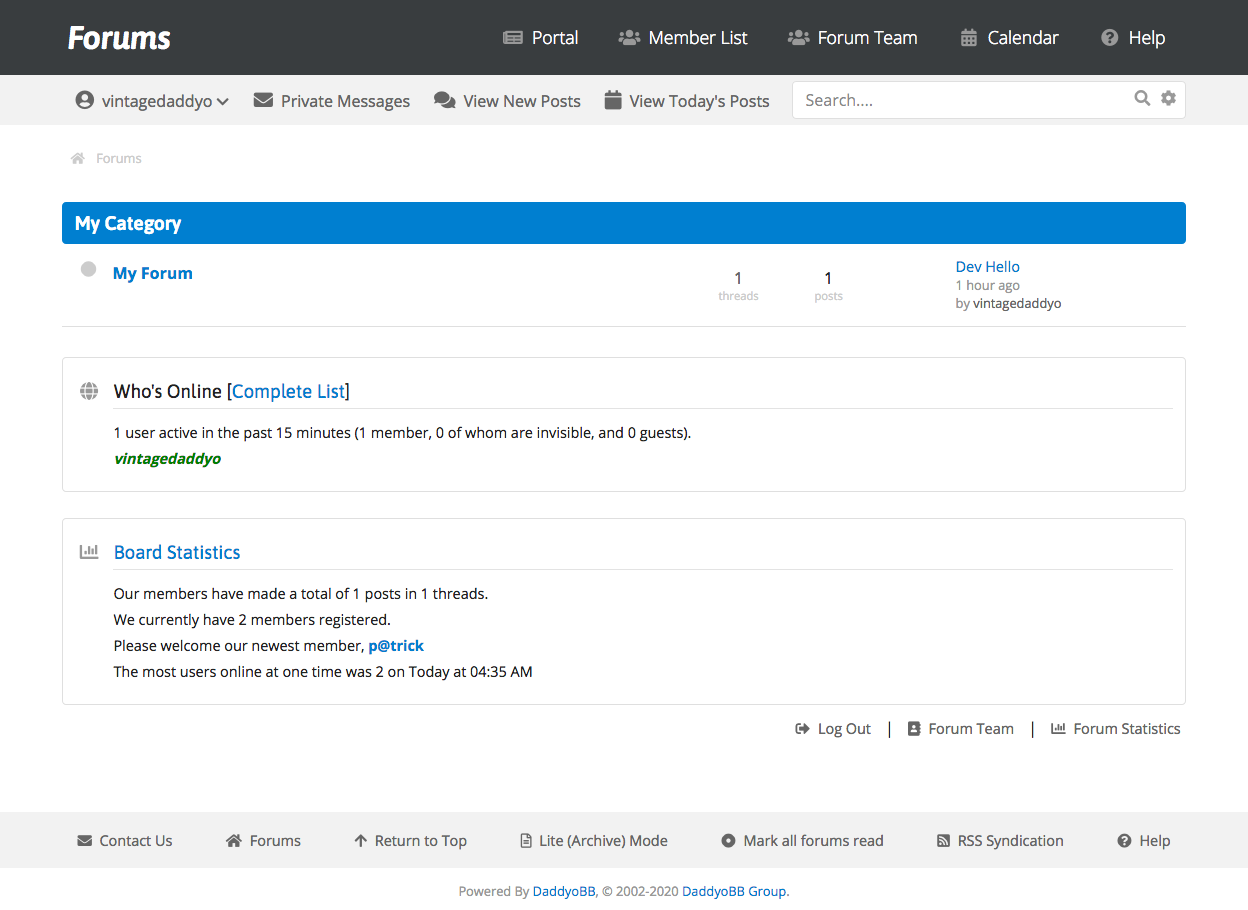 Forums
Portal Member List Forum Team Calendar Help
vintagedaddyo Private Messages View New Posts View Today's Posts Search....
Forums
My Category
My Forum
1
threads
1
posts
Dev Hello
1 hour ago
by vintagedaddyo
Who's Online [Complete List]
1 user active in the past 15 minutes (1 member, 0 of whom are invisible, and 0 guests).
vintagedaddyo
Board Statistics
Our members have made a total of 1 posts in 1 threads.
We currently have 2 members registered.
Please welcome our newest member, p@trick
The most users online at one time was 2 on Today at 04:35 AM
Log Out | Forum Team | Forum Statistics
Contact Us Forums Return to Top Lite (Archive) Mode Mark all forums read RSS Syndication Help
Powered By DaddyoBB, © 2002-2020 DaddyoBB Group.